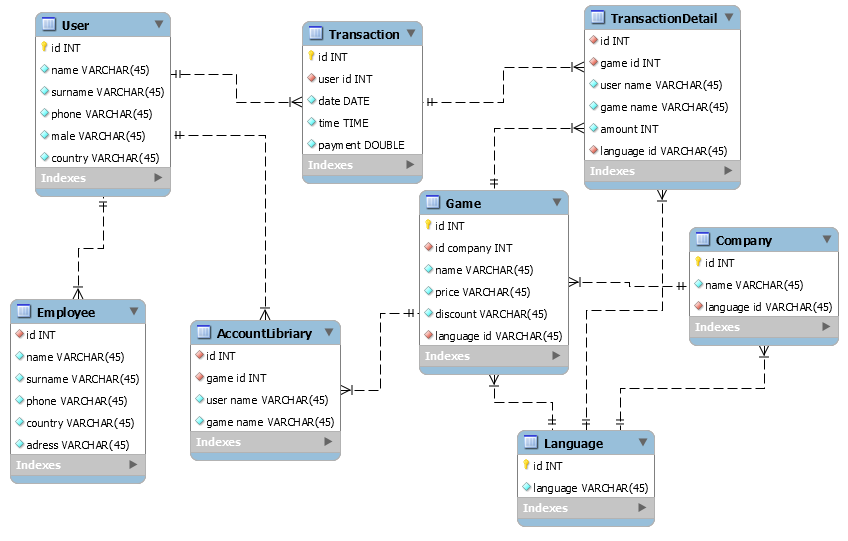 User
id INT
name VARCHAR(45)
surname VARCHAR(45)
phone VARCHAR(45)
male VARCHAR(45)
country VARCHAR(45)
Indexes
Transaction
id INT
user id INT
date DATE
time TIME
payment DOUBLE
Indexes
TransactionDetail
id INT
game id INT
user name VARCHAR(45)
game name VARCHAR(45)
amount INT
language id VARCHAR(45)
Indexes
Game
id INT
id company INT
name VARCHAR(45)
price VARCHAR(45)
discount VARCHAR(45)
language id VARCHAR(45)
Indexes
Company
id INT
name VARCHAR(45)
language id VARCHAR(45)
Indexes
Employee
id INT
name VARCHAR(45)
surname VARCHAR(45)
phone VARCHAR(45)
country VARCHAR(45)
adress VARCHAR(45)
Indexes
AccountLibriary
id INT
game id INT
user name VARCHAR(45)
game name VARCHAR(45)
Indexes
Language
id INT
language VARCHAR(45)
Indexes